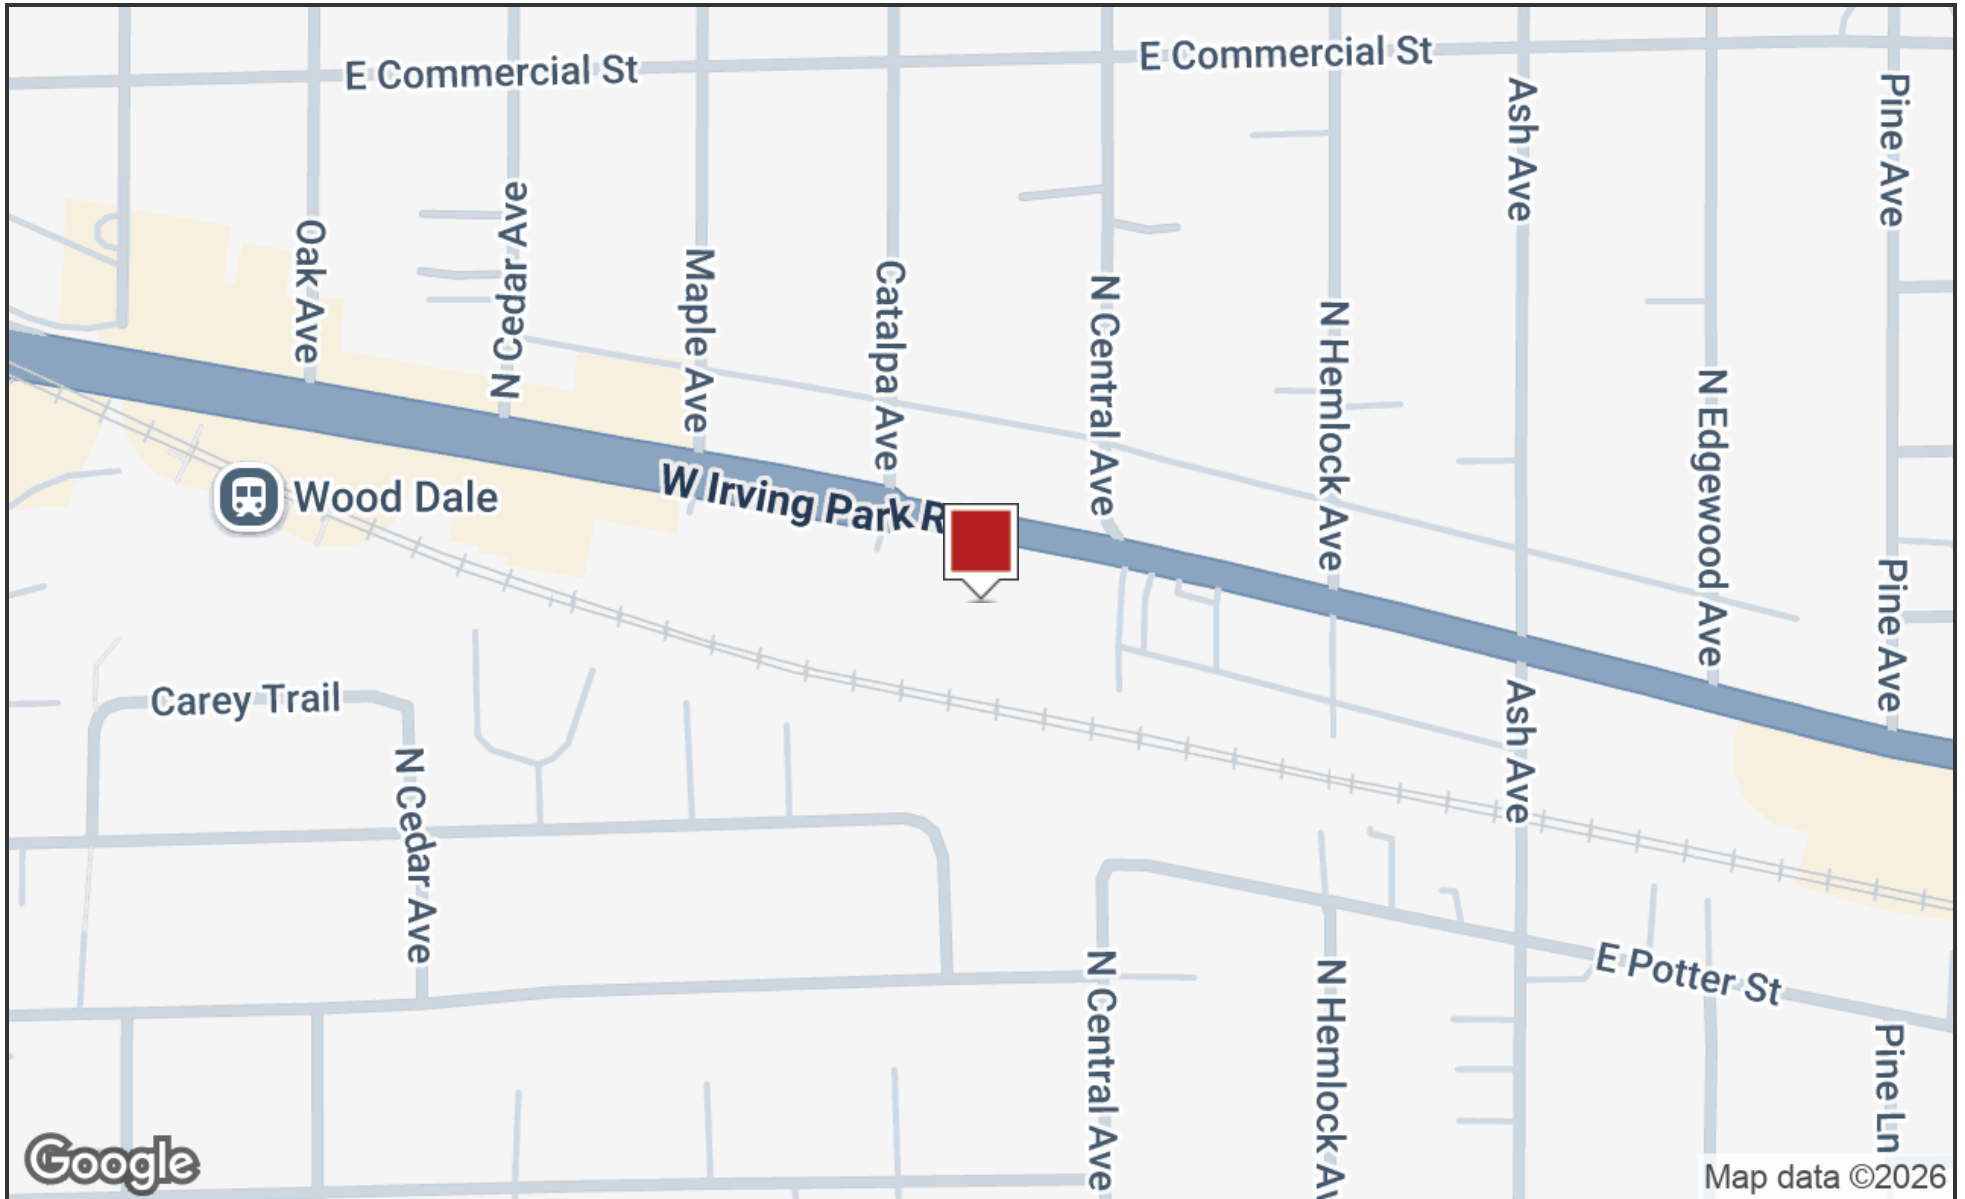 E Commercial St
E Commercial St
Ash Ave
Pine Ave
Oak Ave
N Cedar Ave
Maple Ave
Catalpa Ave
N Central Ave
N Hemlock Ave
N Edgewood Ave
Pine Ave
Wood Dale
W Irving Park R
Carey Trail
N Cedar Ave
Ash Ave
E Potter St
N Central Ave
N Hemlock Av
Pine Ln
Google
Map data ©2026